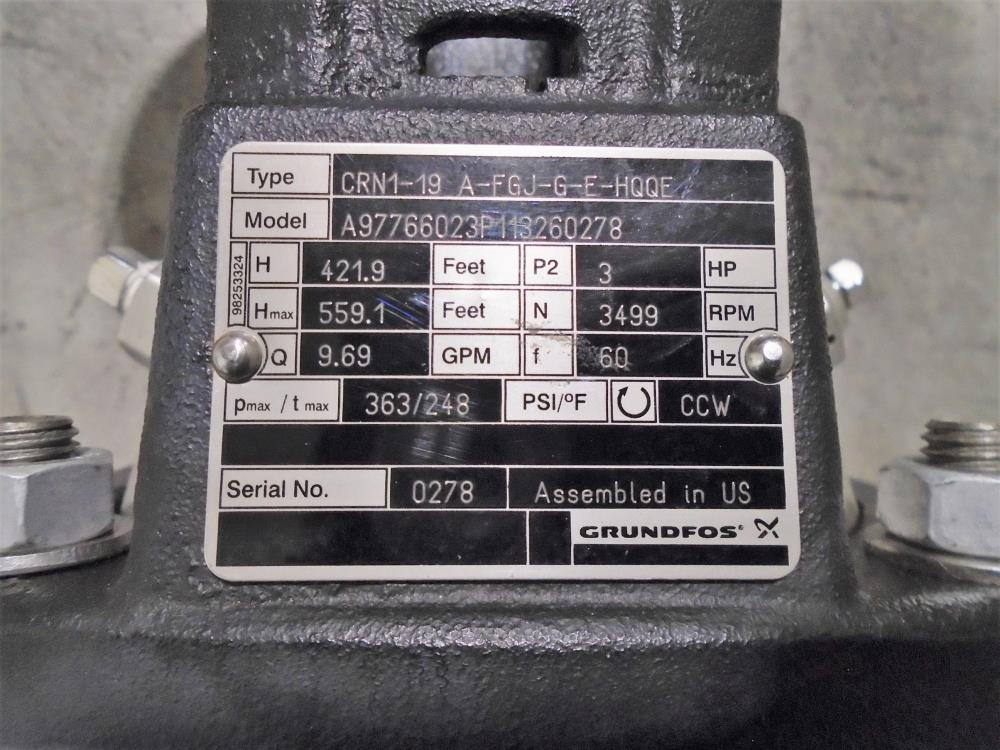 Type CRN1-19 A-FGJ-G-E-HQQE
Model A97766023P113260278
98253324
H 421.9 Feet P2 3 HP
Hmax 559.1 Feet N 3499 RPM
Q 9.69 GPM f 60 Hz
pmax / t max 363/248 PSI/°F CCW
Serial No. 0278 Assembled in US
GRUNDFOS